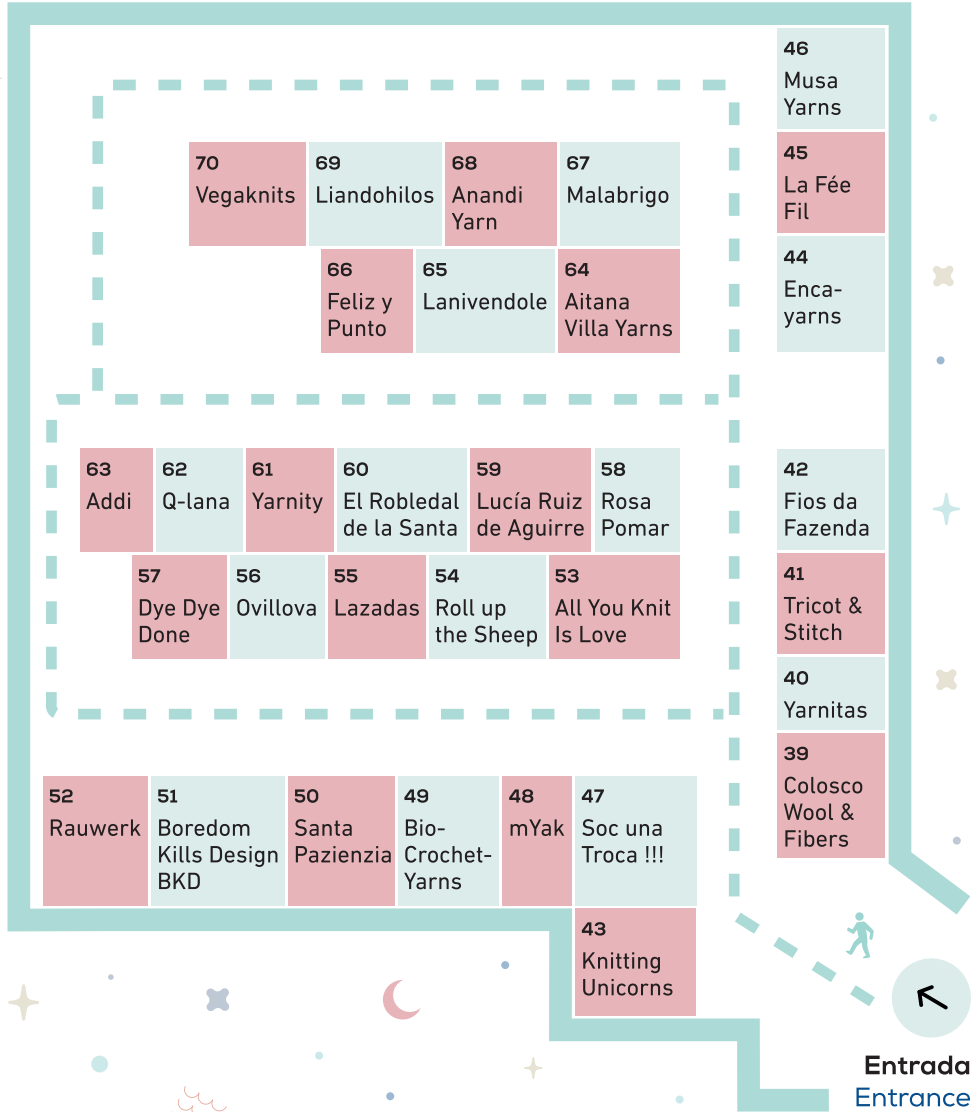 46
Musa
Yarns
45
La Fée
Fil
44
Enca-
yarns
70
Vegaknits
69
Liandohilos
68
Anandi
Yarn
67
Malabrigo
66
Feliz y
Punto
65
Lanivendole
64
Aitana
Villa Yarns
63
Addi
62
Q-lana
61
Yarnity
60
El Robledal
de la Santa
59
Lucía Ruiz
de Aguirre
58
Rosa
Pomar
57
Dye Dye
Done
56
Ovillova
55
Lazadas
54
Roll up
the Sheep
53
All You Knit
Is Love
42
Fios da
Fazenda
41
Tricot &
Stitch
40
Yarnitas
39
Colosco
Wool &
Fibers
52
Rauwerk
51
Boredom
Kills Design
BKD
50
Santa
Pazienzia
49
Bio-
Crochet-
Yarns
48
mYak
47
Soc una
Troca !!!
43
Knitting
Unicorns
Entrada
Entrance